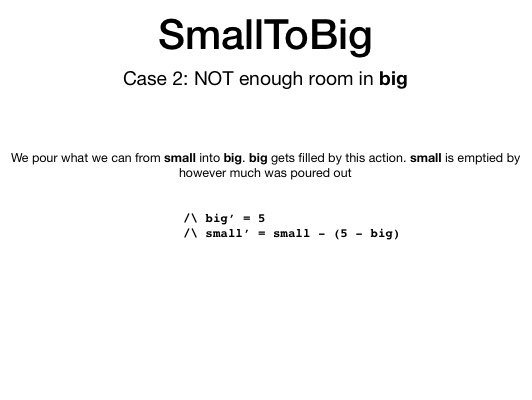 SmallToBig
Case 2: NOT enough room in big
We pour what we can from small into big. big gets filled by this action. small is emptied by
however much was poured out
/\ big’ = 5
/\ small’ = small – (5 – big)